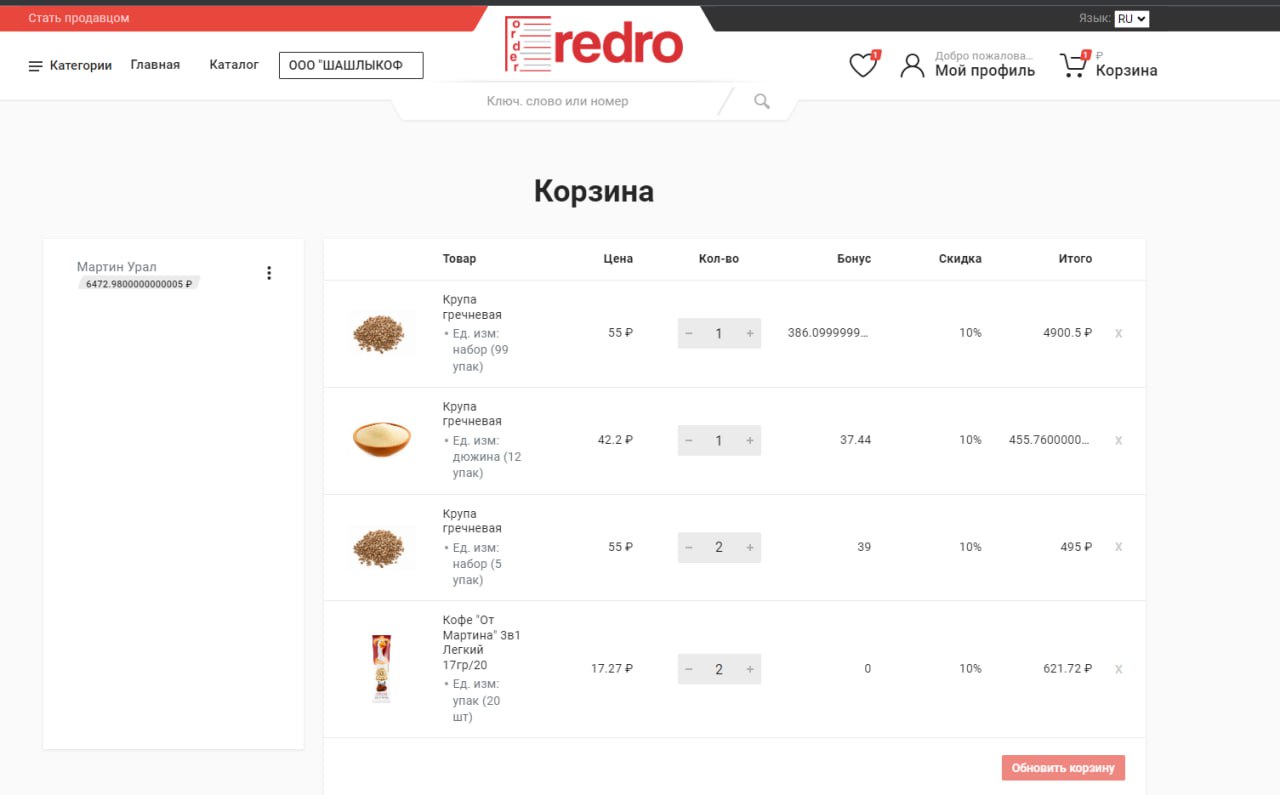 Стать продавцом
Язык: RU
order
redro
Категории
Главная
Каталог
ООО "ШАШЛЫКОФ
1
Добро пожалова...
Мой профиль
1
₽
Корзина
Ключ. слово или номер
Корзина
Мартин Урал
6472.9800000000005 ₽
Товар Цена Кол-во Бонус Скидка Итого
Крупа
гречневая
• Ед. изм:
набор (99
упак)
55 ₽ − 1 + 386.0999999... 10% 4900.5 ₽ x
Крупа
гречневая
• Ед. изм:
дюжина (12
упак)
42.2 ₽ − 1 + 37.44 10% 455.7600000... x
Крупа
гречневая
• Ед. изм:
набор (5
упак)
55 ₽ − 2 + 39 10% 495 ₽ x
Кофе "От
Мартина" 3в1
Легкий
17гр/20
• Ед. изм:
упак (20
шт)
17.27 ₽ − 2 + 0 10% 621.72 ₽ x
Обновить корзину